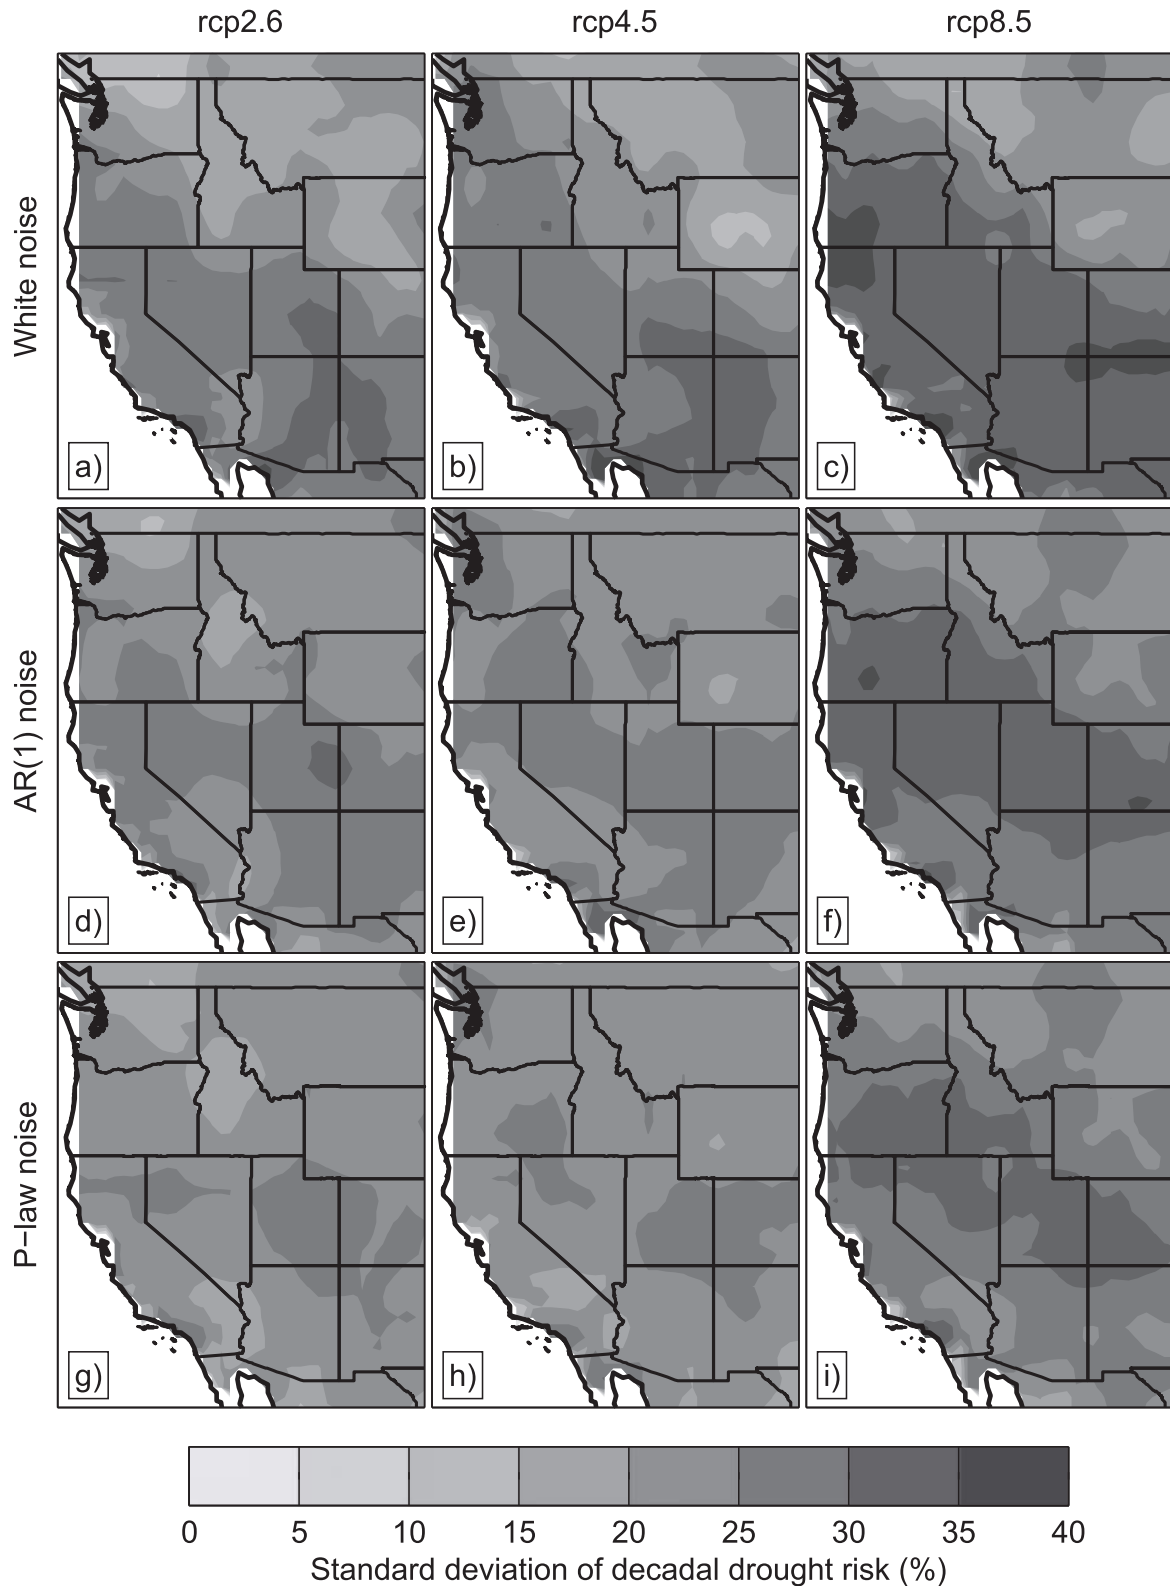 rcp2.6 rcp4.5 rcp8.5
White noise
a) b) c)
AR(1) noise
d) e) f)
P−law noise
g) h) i)
0 5 10 15 20 25 30 35 40
Standard deviation of decadal drought risk (%)